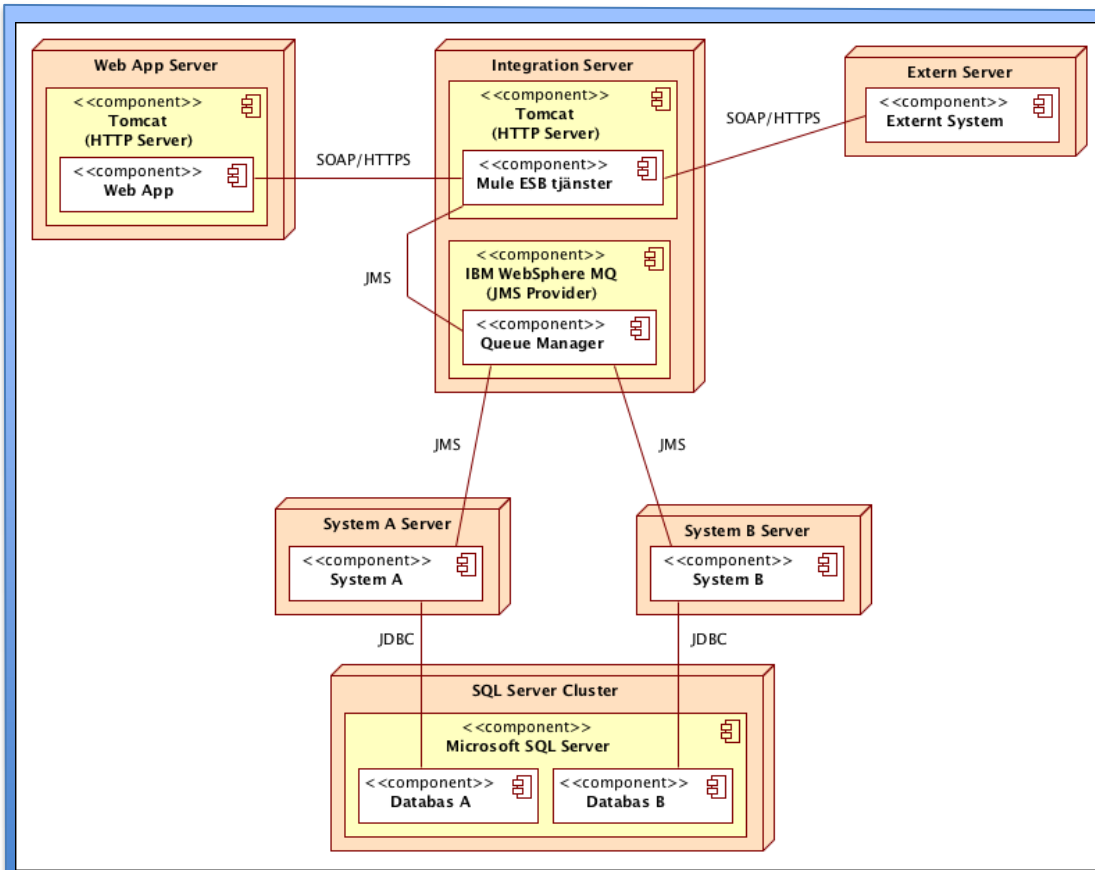 Web App Server
<<component>>
Tomcat
(HTTP Server)
<<component>>
Web App
SOAP/HTTPS
Integration Server
<<component>>
Tomcat
(HTTP Server)
<<component>>
Mule ESB tjänster
SOAP/HTTPS
Extern Server
<<component>>
Externt System
JMS
<<component>>
IBM WebSphere MQ
(JMS Provider)
<<component>>
Queue Manager
JMS
JMS
System A Server
<<component>>
System A
System B Server
<<component>>
System B
JDBC
JDBC
SQL Server Cluster
<<component>>
Microsoft SQL Server
<<component>>
Databas A
<<component>>
Databas B